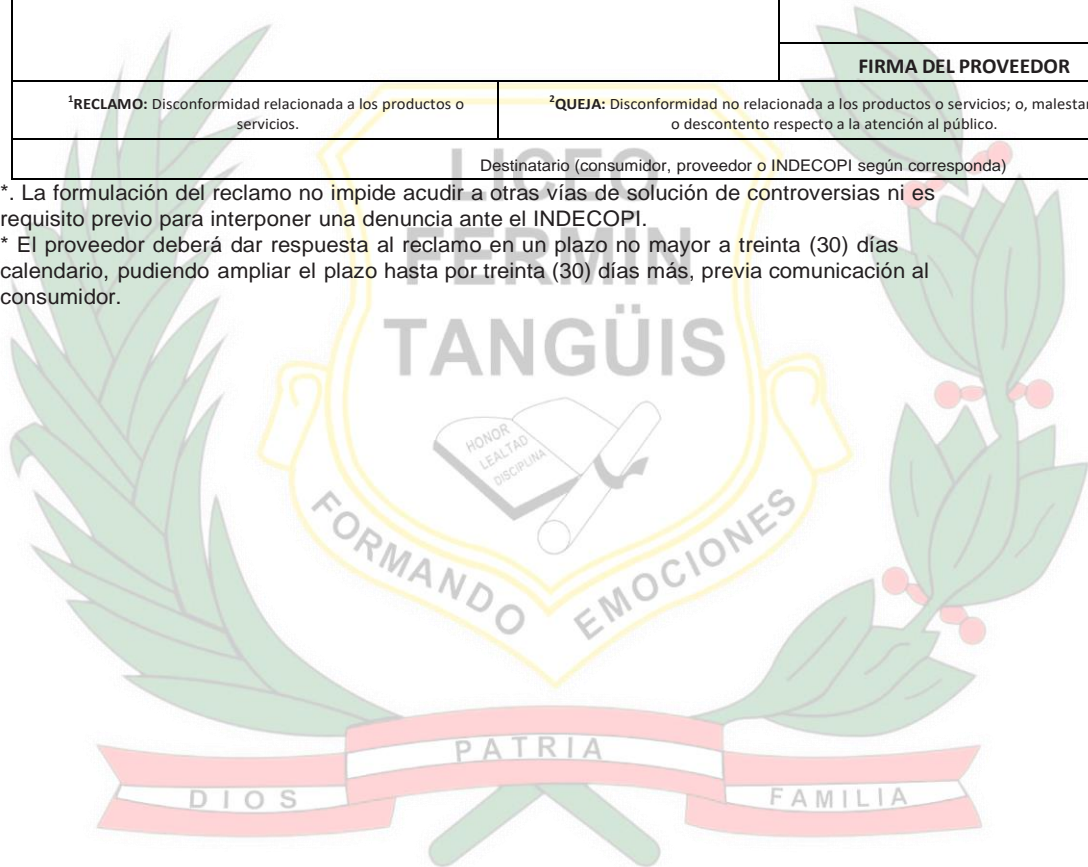 FIRMA DEL PROVEEDOR
¹RECLAMO: Disconformidad relacionada a los productos o
servicios.
²QUEJA: Disconformidad no relacionada a los productos o servicios; o, malestar
o descontento respecto a la atención al público.
Destinatario (consumidor, proveedor o INDECOPI según corresponda)
*. La formulación del reclamo no impide acudir a otras vías de solución de controversias ni es
requisito previo para interponer una denuncia ante el INDECOPI.
* El proveedor deberá dar respuesta al reclamo en un plazo no mayor a treinta (30) días
calendario, pudiendo ampliar el plazo hasta por treinta (30) días más, previa comunicación al
consumidor.
LICEO
FERMÍN
TANGÜIS
HONOR
LEALTAD
DISCIPLINA
FORMANDO EMOCIONES
PATRIA
DIOS FAMILIA